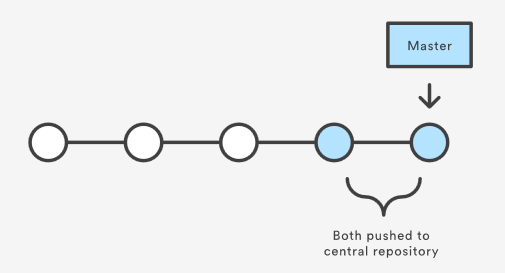 Master
Both pushed to
central repository